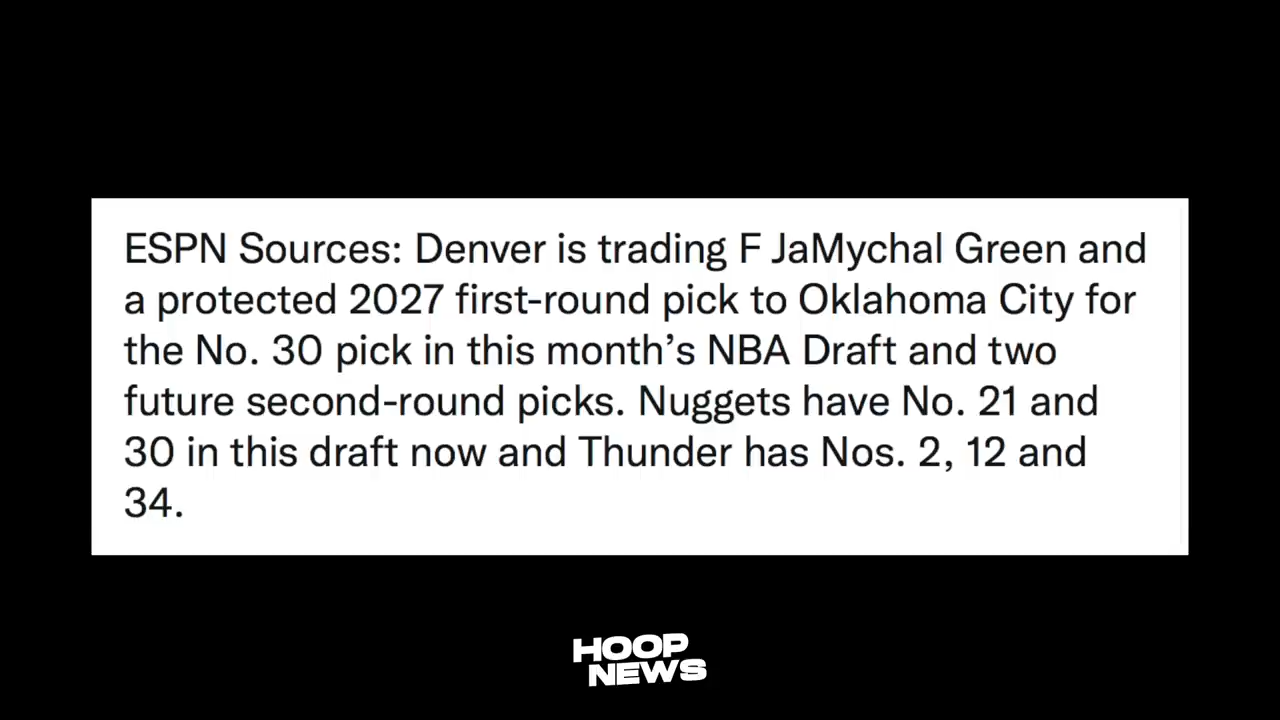 ESPN Sources: Denver is trading F JaMychal Green and
a protected 2027 first-round pick to Oklahoma City for
the No. 30 pick in this month’s NBA Draft and two
future second-round picks. Nuggets have No. 21 and
30 in this draft now and Thunder has Nos. 2, 12 and
34.
HOOP
NEWS